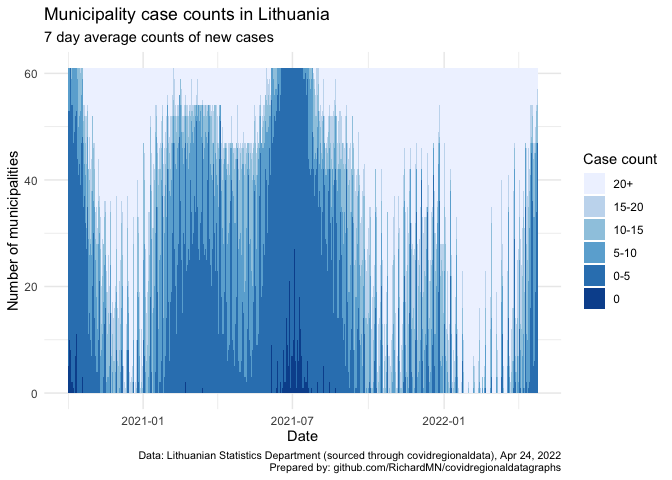 Municipality case counts in Lithuania
7 day average counts of new cases
Number of municipalities
60
40
20
0
2021-01
2021-07
2022-01
Date
Case count
20+
15-20
10-15
5-10
0-5
0
Data: Lithuanian Statistics Department (sourced through covidregionaldata), Apr 24, 2022
Prepared by: github.com/RichardMN/covidregionaldatagraphs